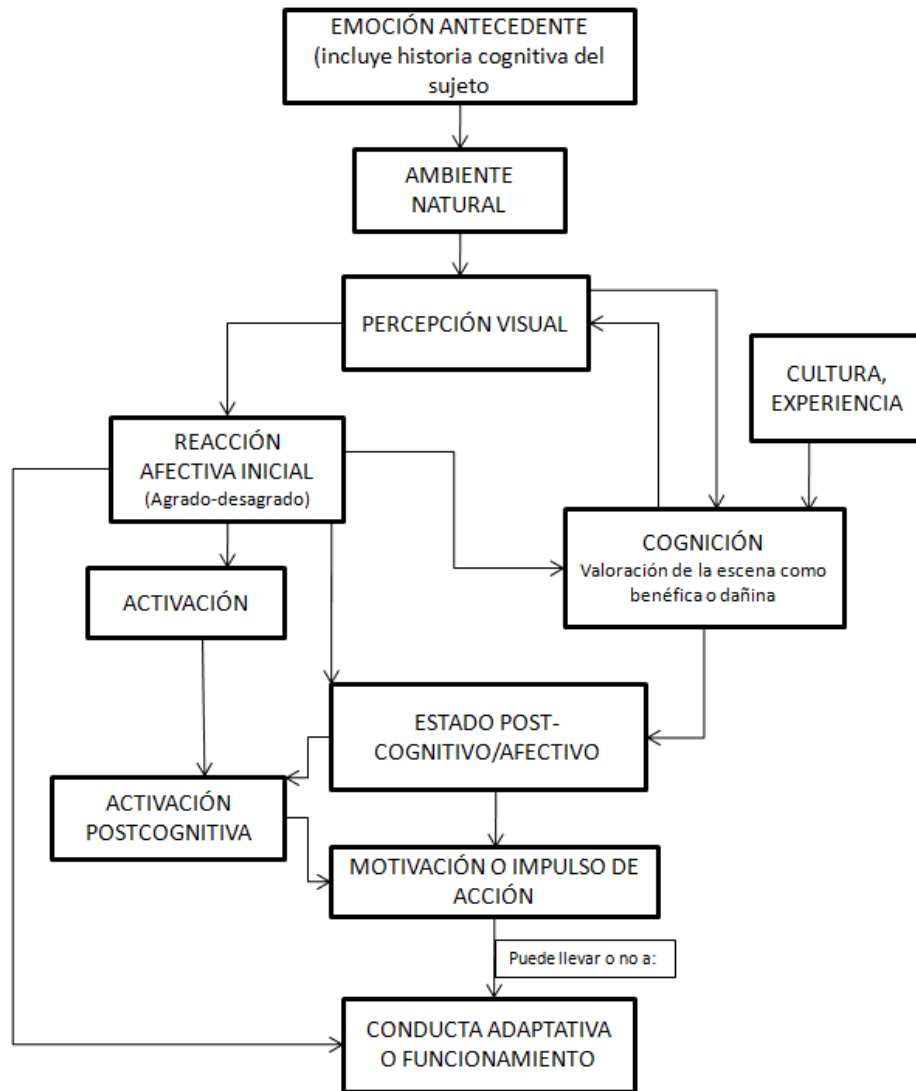 EMOCIÓN ANTECEDENTE
(incluye historia cognitiva del
sujeto
AMBIENTE
NATURAL
PERCEPCIÓN VISUAL
CULTURA,
EXPERIENCIA
REACCIÓN
AFECTIVA INICIAL
(Agrado-desagrado)
COGNICIÓN
Valoración de la escena como
benéfica o dañina
ACTIVACIÓN
ESTADO POST-
COGNITIVO/AFECTIVO
ACTIVACIÓN
POSTCOGNITIVA
MOTIVACIÓN O IMPULSO DE
ACCIÓN
Puede llevar o no a:
CONDUCTA ADAPTATIVA
O FUNCIONAMIENTO